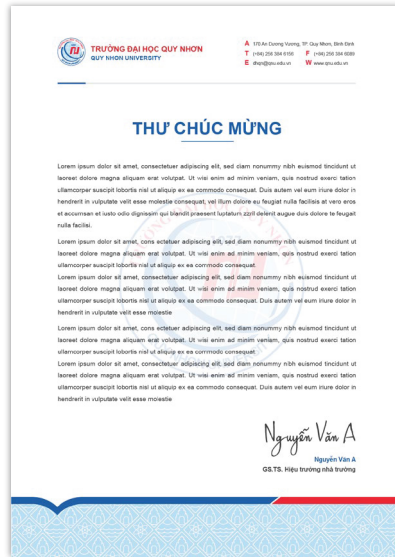 TRƯỜNG ĐẠI HỌC QUY NHƠN
QUY NHON UNIVERSITY
A 170 An Dương Vương, TP. Quy Nhơn, Bình Định
T (+84) 256 384 6156 F (+84) 256 384 6089
E dhqn@qnu.edu.vn W www.qnu.edu.vn
THƯ CHÚC MỪNG
Lorem ipsum dolor sit amet, consectetuer adipiscing elit, sed diam nonummy nibh euismod tincidunt ut
laoreet dolore magna aliquam erat volutpat. Ut wisi enim ad minim veniam, quis nostrud exerci tation
ullamcorper suscipit lobortis nisl ut aliquip ex ea commodo consequat. Duis autem vel eum iriure dolor in
hendrerit in vulputate velit esse molestie consequat, vel illum dolore eu feugiat nulla facilisis at vero eros
et accumsan et iusto odio dignissim qui blandit praesent luptatum zzril delenit augue duis dolore te feugait
nulla facilisi.
Lorem ipsum dolor sit amet, cons ectetuer adipiscing elit, sed diam nonummy nibh euismod tincidunt ut
laoreet dolore magna aliquam erat volutpat. Ut wisi enim ad minim veniam, quis nostrud exerci tation
ullamcorper suscipit lobortis nisl ut aliquip ex ea commodo consequat
Lorem ipsum dolor sit amet, consectetuer adipiscing elit, sed diam nonummy nibh euismod tincidunt ut
laoreet dolore magna aliquam erat volutpat. Ut wisi enim ad minim veniam, quis nostrud exerci tation
ullamcorper suscipit lobortis nisl ut aliquip ex ea commodo consequat. Duis autem vel eum iriure dolor in
hendrerit in vulputate velit esse molestie
Lorem ipsum dolor sit amet, cons ectetuer adipiscing elit, sed diam nonummy nibh euismod tincidunt ut
laoreet dolore magna aliquam erat volutpat. Ut wisi enim ad minim veniam, quis nostrud exerci tation
ullamcorper suscipit lobortis nisl ut aliquip ex ea commodo consequat
Lorem ipsum dolor sit amet, consectetuer adipiscing elit, sed diam nonummy nibh euismod tincidunt ut
laoreet dolore magna aliquam erat volutpat. Ut wisi enim ad minim veniam, quis nostrud exerci tation
ullamcorper suscipit lobortis nisl ut aliquip ex ea commodo consequat. Duis autem vel eum iriure dolor in
hendrerit in vulputate velit esse molestie
Nguyễn Văn A
Nguyễn Văn A
GS.TS. Hiệu trưởng nhà trường